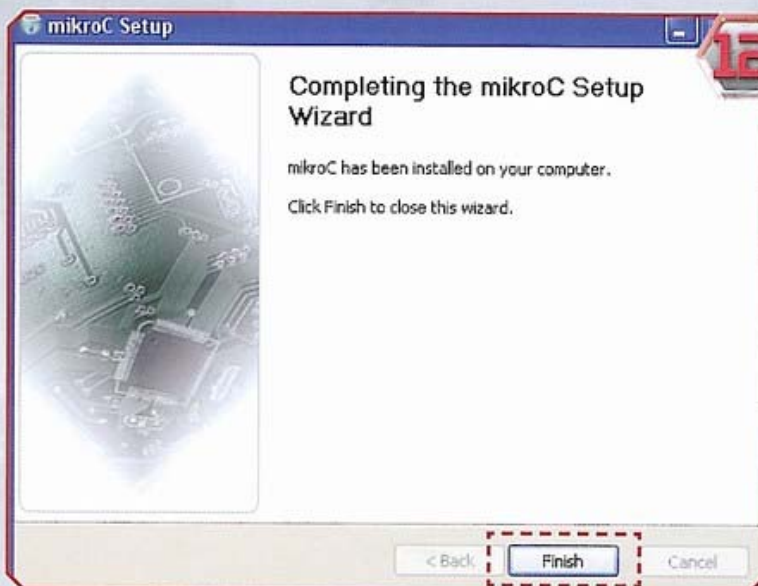 mikroC Setup
12
Completing the mikroC Setup
Wizard
mikroC has been installed on your computer.
Click Finish to close this wizard.
< Back
Finish
Cancel